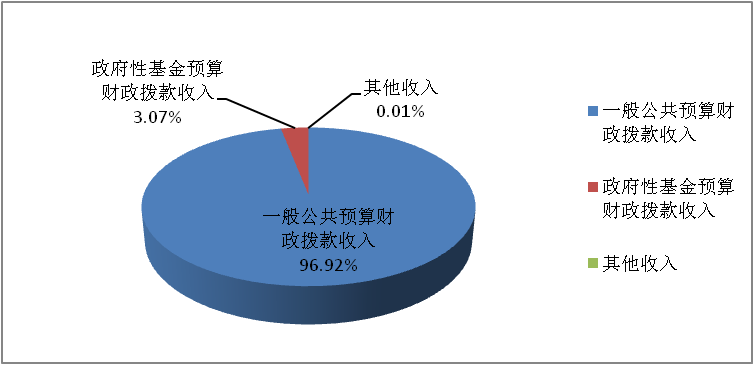 政府性基金预算
财政拨款收入
3.07%
其他收入
0.01%
一般公共预算财
政拨款收入
96.92%
一般公共预算财
政拨款收入
政府性基金预算
财政拨款收入
其他收入